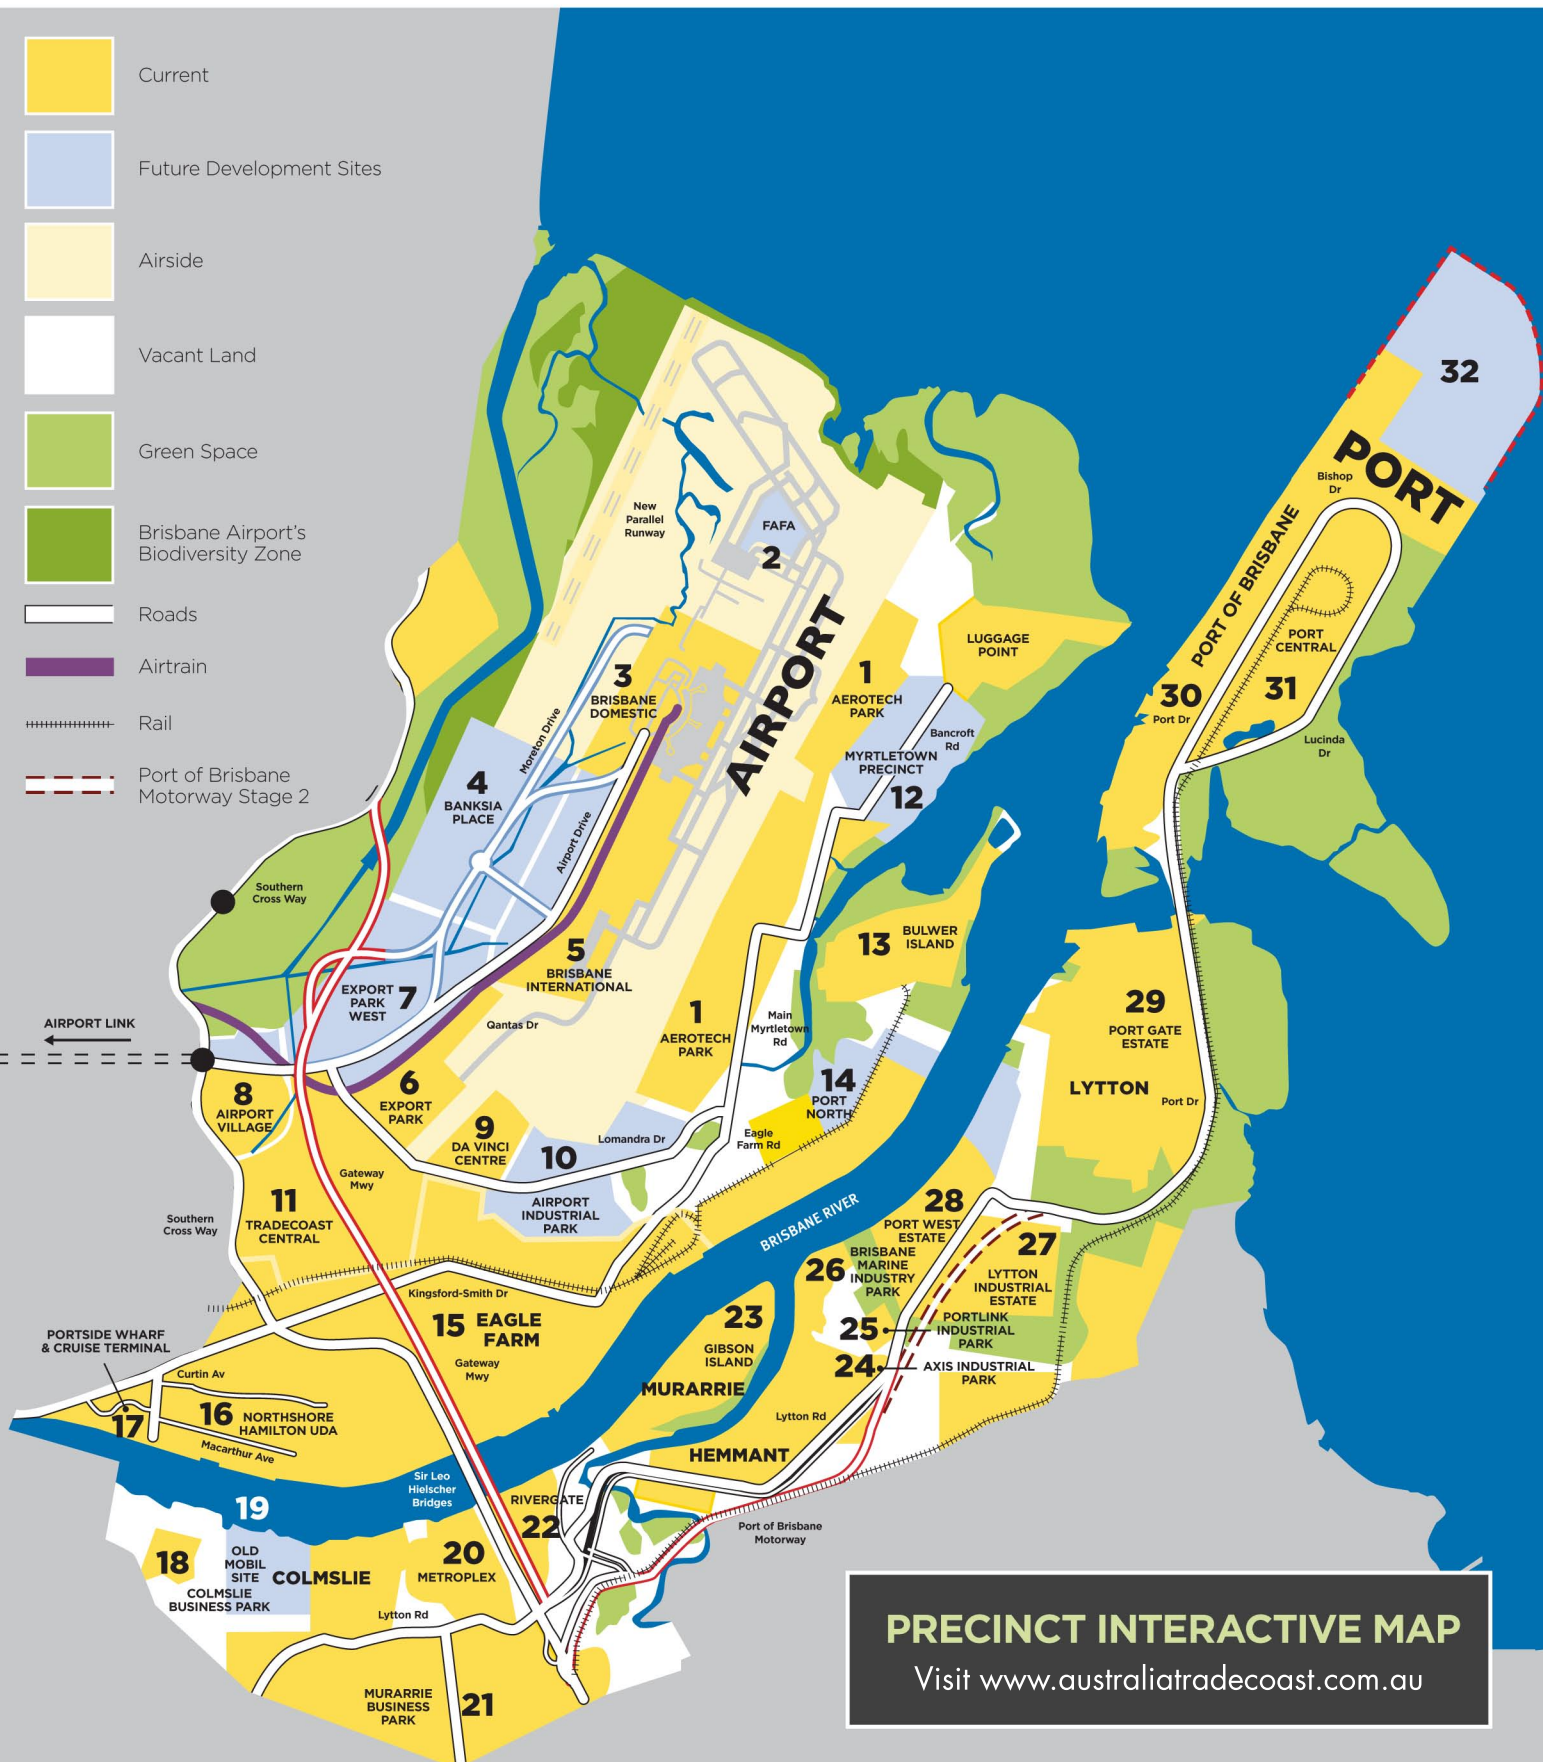 Current
Future Development Sites
Airside
Vacant Land
Green Space
Brisbane Airport's
Biodiversity Zone
Roads
Airtrain
Rail
Port of Brisbane
Motorway Stage 2
32
PORT
Bishop
Dr
PORT OF BRISBANE
PORT
CENTRAL
31
30
Port Dr
Lucinda
Dr
New
Parallel
Runway
FAFA
2
AIRPORT
LUGGAGE
POINT
3
BRISBANE
DOMESTIC
1
AEROTECH
PARK
Moreton Drive
Bancroft
Rd
MYRTLETOWN
PRECINCT
12
4
BANKSIA
PLACE
Airport Drive
Southern
Cross Way
13
BULWER
ISLAND
5
BRISBANE
INTERNATIONAL
EXPORT
PARK
WEST
7
Qantas Dr
1
AEROTECH
PARK
Main
Myrtletown
Rd
29
PORT GATE
ESTATE
LYTTON
Port Dr
AIRPORT LINK
8
AIRPORT
VILLAGE
6
EXPORT
PARK
14
PORT
NORTH
9
DA VINCI
CENTRE
10
Lomandra Dr
Eagle
Farm Rd
AIRPORT
INDUSTRIAL
PARK
Gateway
Mwy
11
TRADECOAST
CENTRAL
Southern
Cross Way
BRISBANE RIVER
28
PORT WEST
ESTATE
26
BRISBANE
MARINE
INDUSTRY
PARK
27
LYTTON
INDUSTRIAL
ESTATE
Kingsford-Smith Dr
15
EAGLE
FARM
Gateway
Mwy
23
GIBSON
ISLAND
25
PORTLINK
INDUSTRIAL
PARK
24
AXIS INDUSTRIAL
PARK
PORTSIDE WHARF
& CRUISE TERMINAL
Curtin Av
17
16
NORTHSHORE
HAMILTON UDA
Macarthur Ave
MURARRIE
Lytton Rd
HEMMANT
Sir Leo
Hielscher
Bridges
RIVERGATE
22
19
18
OLD
MOBIL
SITE
COLMSLIE
BUSINESS PARK
COLMSLIE
20
METROPLEX
Port of Brisbane
Motorway
Lytton Rd
MURARRIE
BUSINESS
PARK
21
PRECINCT INTERACTIVE MAP
Visit www.australiatradecoast.com.au